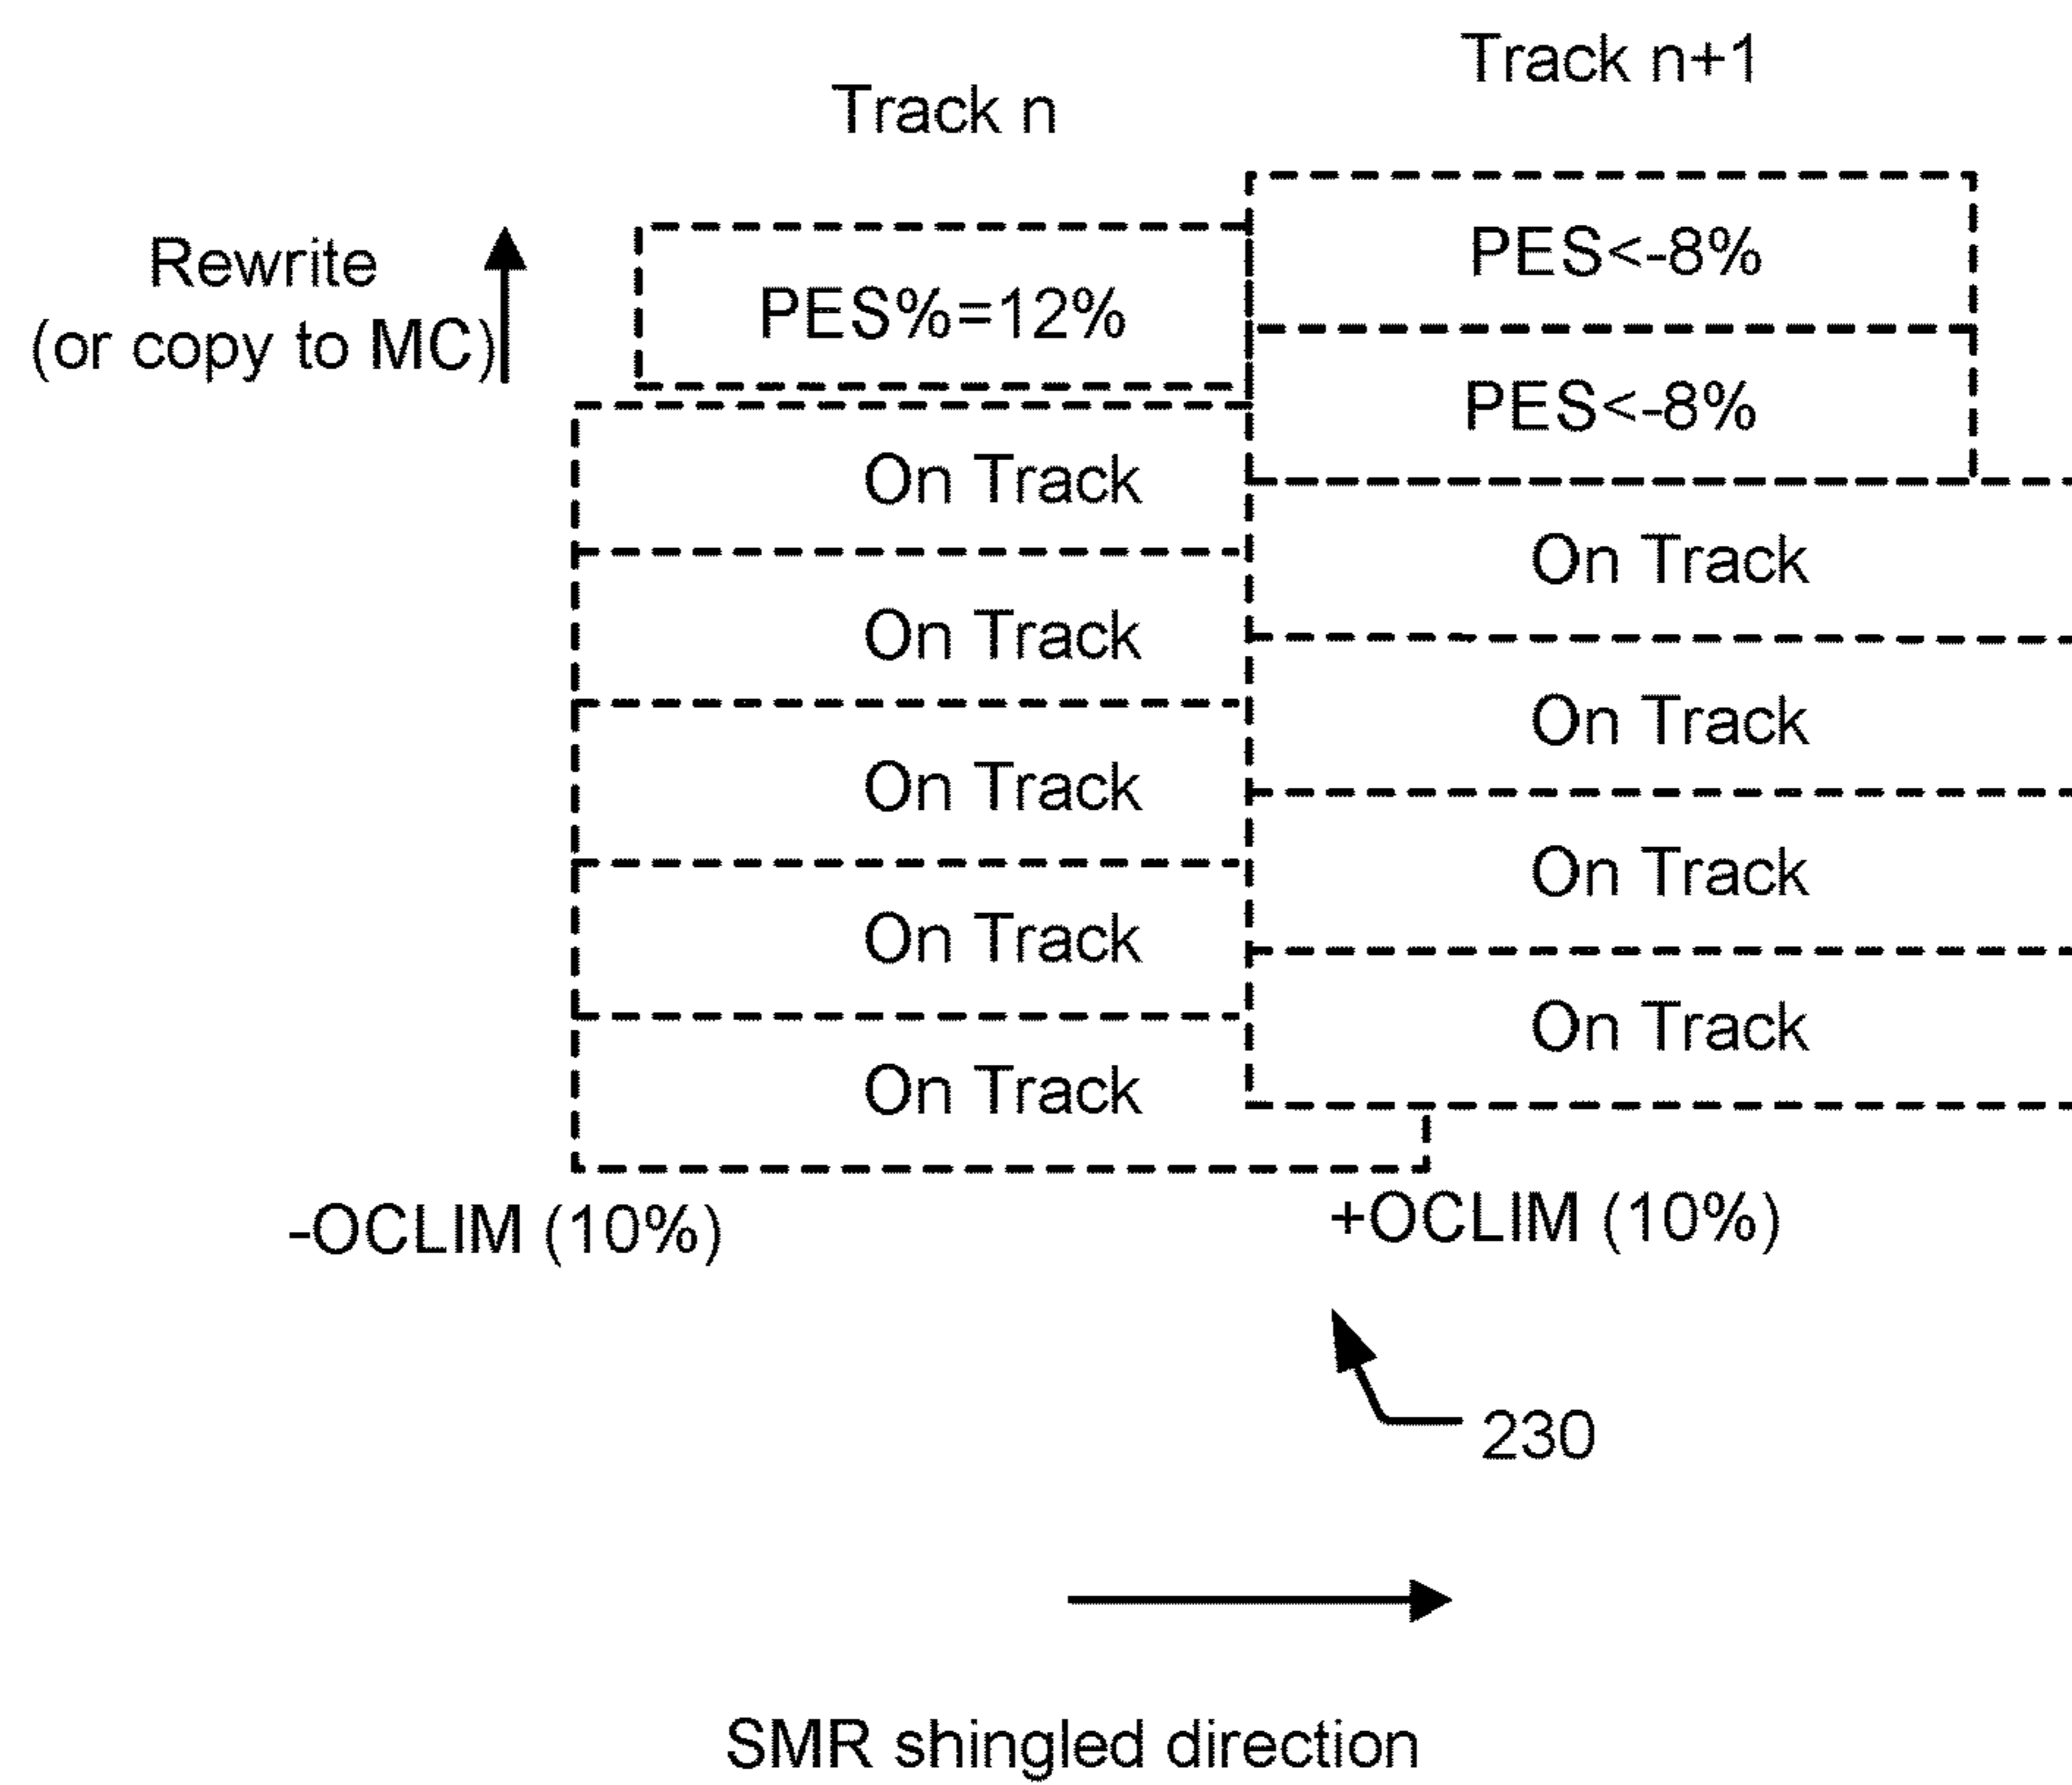 Track n+1
Track n
Rewrite
(or copy to MC)
PES%=12%
PES<-8%
PES<-8%
On Track
On Track
On Track
On Track
On Track
On Track
On Track
On Track
On Track
-OCLIM (10%)
+OCLIM (10%)
230
SMR shingled direction